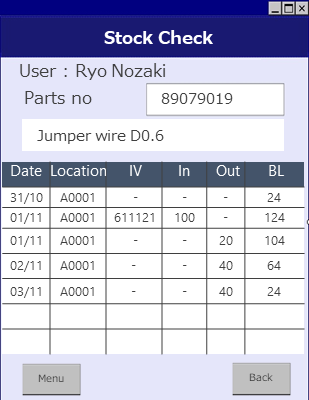 Stock Check
User : Ryo Nozaki
Parts no 89079019
Jumper wire D0.6
Date Location IV In Out BL
31/10 A0001 - - - 24
01/11 A0001 611121 100 - 124
01/11 A0001 - - 20 104
02/11 A0001 - - 40 64
03/11 A0001 - - 40 24
Menu Back